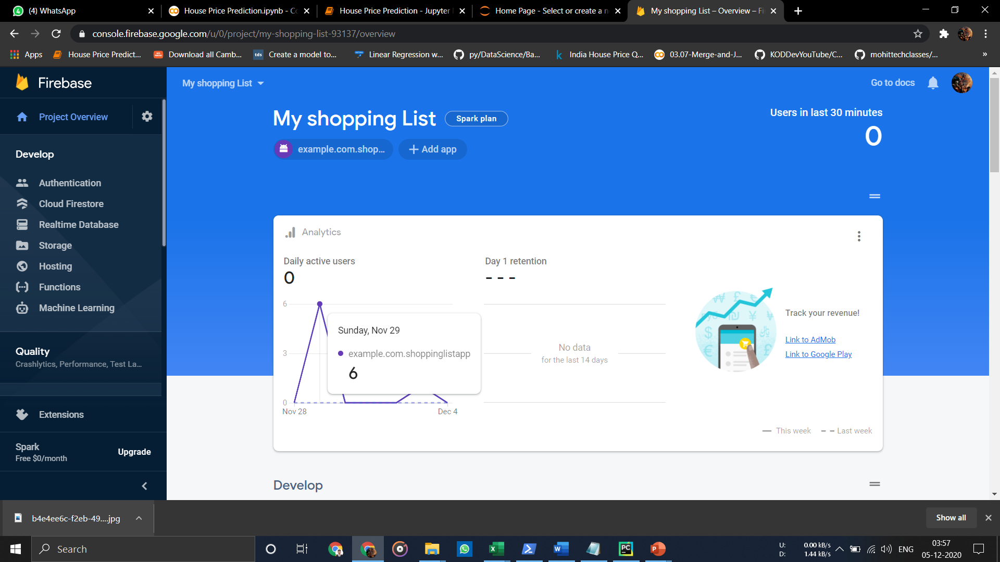 (4) WhatsApp
House Price Prediction.ipynb - Co
House Price Prediction - Jupyter
Home Page - Select or create a n
My shopping List – Overview – Fi
console.firebase.google.com/u/0/project/my-shopping-list-93137/overview
Apps
House Price Predict...
Download all Camb...
tds
Create a model to...
Linear Regression w...
py/DataScience/Ba...
k
India House Price Q...
03.07-Merge-and-J...
KODDevYouTube/C...
mohittechclasses/...
»
Firebase
Project Overview
Develop
Authentication
Cloud Firestore
Realtime Database
Storage
Hosting
Functions
Machine Learning
Quality
Crashlytics, Performance, Test La...
Extensions
Spark
Free $0/month
Upgrade
My shopping List
Go to docs
My shopping List
Spark plan
example.com.shop...
Add app
Users in last 30 minutes
0
Analytics
Daily active users
0
6
3
0
Nov 28
Dec 4
Sunday, Nov 29
example.com.shoppinglistapp
6
Day 1 retention
- - -
No data
for the last 14 days
Track your revenue!
Link to AdMob
Link to Google Play
This week
Last week
Develop
b4e4ee6c-f2eb-49....jpg
Show all
Search
U: 0.00 kB/s
D: 1.44 kB/s
ENG
03:57
05-12-2020